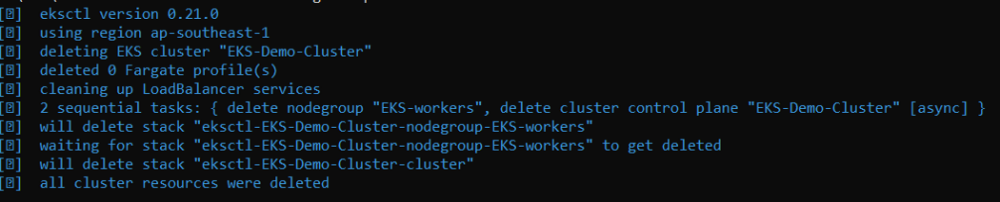 [?] eksctl version 0.21.0
[?] using region ap-southeast-1
[?] deleting EKS cluster "EKS-Demo-Cluster"
[?] deleted 0 Fargate profile(s)
[?] cleaning up LoadBalancer services
[?] 2 sequential tasks: { delete nodegroup "EKS-workers", delete cluster control plane "EKS-Demo-Cluster" [async] }
[?] will delete stack "eksctl-EKS-Demo-Cluster-nodegroup-EKS-workers"
[?] waiting for stack "eksctl-EKS-Demo-Cluster-nodegroup-EKS-workers" to get deleted
[?] will delete stack "eksctl-EKS-Demo-Cluster-cluster"
[?] all cluster resources were deleted